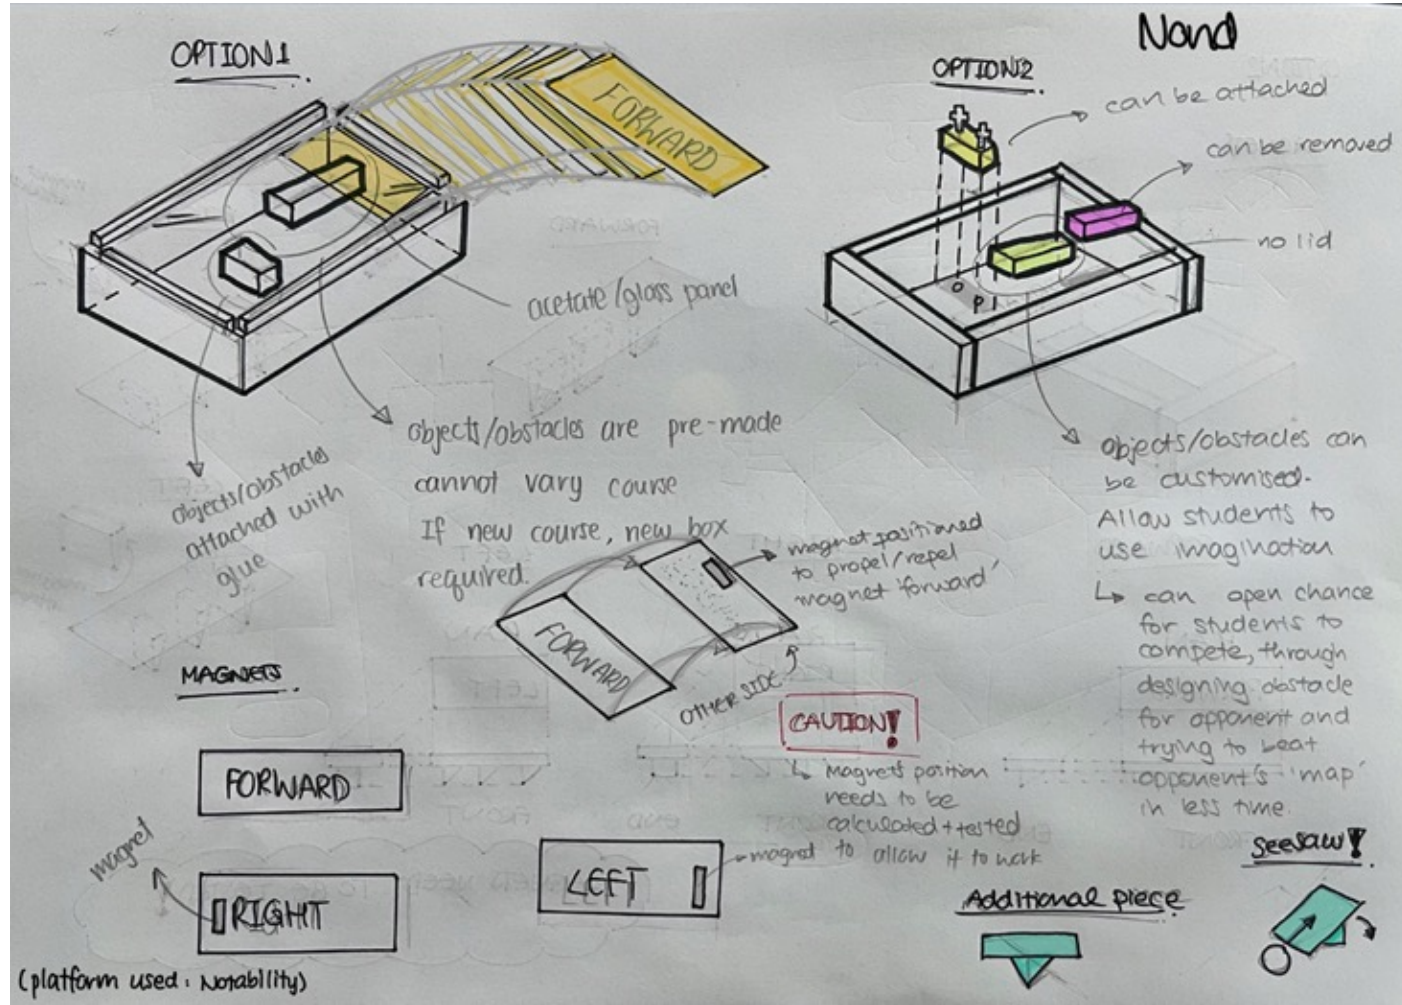 Nand
OPTION 1
FORWARD
acetate/glass panel
objects/obstacles
attached with
glue
objects/obstacles are pre-made
cannot vary course
If new course, new box
required.
FORWARD
magnet positioned
to propel/repel
magnet 'forward'
OTHER SIDE
CAUTION!
Magnet's position
needs to be
calculated + tested
to allow it to work
OPTION 2
can be attached
can be removed
no lid
objects/obstacles can
be customised.
Allow students to
use imagination
↳ can open chance
for students to
compete, through
designing obstacle
for opponent and
trying to beat
opponent's 'map'
in less time.
MAGNETS
FORWARD
magnet
RIGHT
LEFT
magnet
Additional piece
Seesaw!
(platform used: Notability)